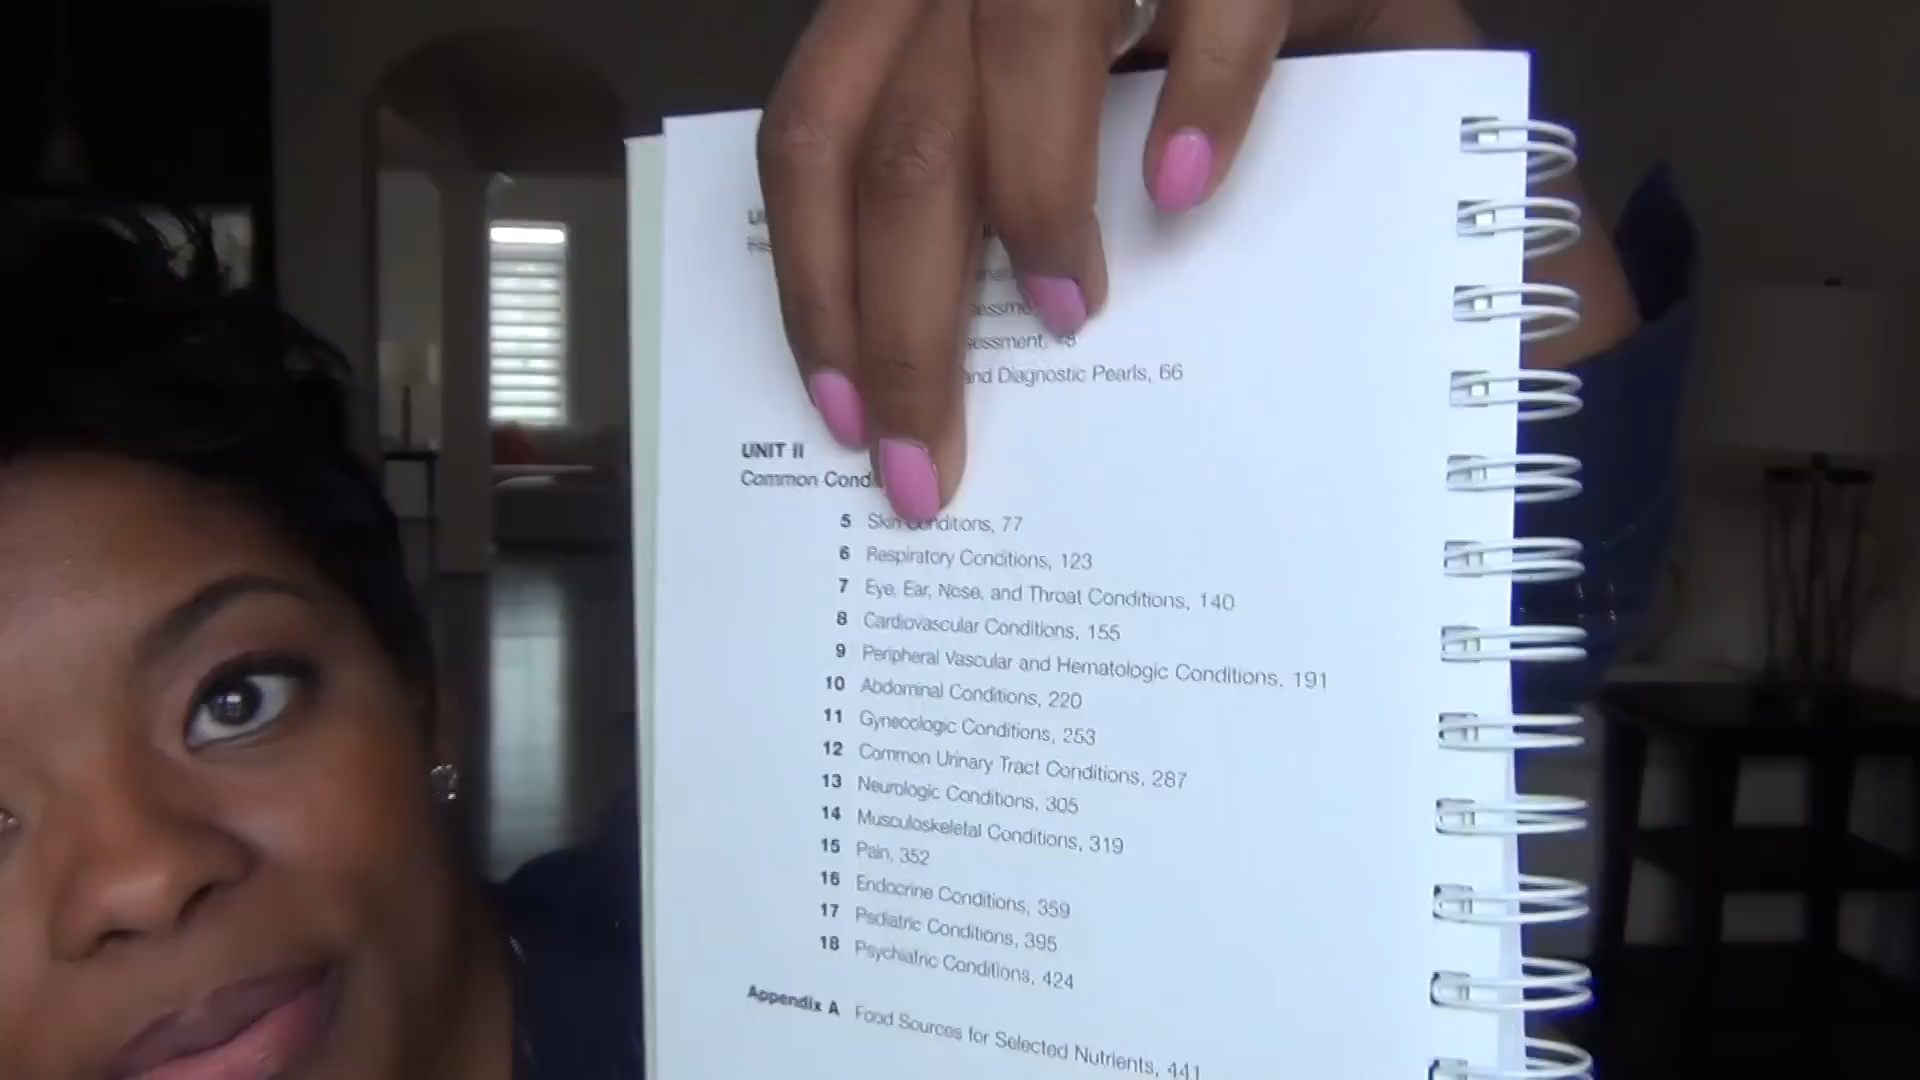 and Diagnostic Pearls, 66
UNIT II
Common
5 Skin Conditions, 77
6 Respiratory Conditions, 123
7 Eye, Ear, Nose, and Throat Conditions, 140
8 Cardiovascular Conditions, 155
9 Peripheral Vascular and Hematologic Conditions, 191
10 Abdominal Conditions, 220
11 Gynecologic Conditions, 253
12 Common Urinary Tract Conditions, 287
13 Neurologic Conditions, 305
14 Musculoskeletal Conditions, 319
15 Pain, 352
16 Endocrine Conditions, 359
17 Pediatric Conditions, 395
18 Psychiatric Conditions, 424
Appendix A Food Sources for Selected Nutrients, 441